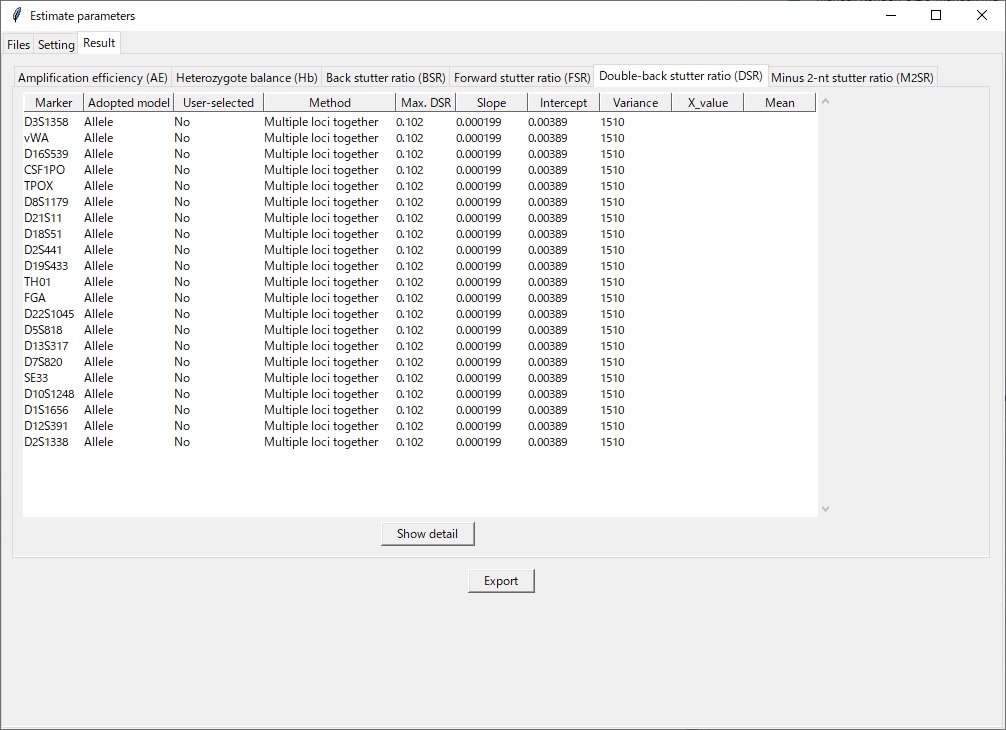 Estimate parameters
Files Setting Result
Amplification efficiency (AE) Heterozygote balance (Hb) Back stutter ratio (BSR) Forward stutter ratio (FSR) Double-back stutter ratio (DSR) Minus 2-nt stutter ratio (M2SR)
Marker Adopted model User-selected Method Max. DSR Slope Intercept Variance X_value Mean
D3S1358 Allele No Multiple loci together 0.102 0.000199 0.00389 1510
vWA Allele No Multiple loci together 0.102 0.000199 0.00389 1510
D16S539 Allele No Multiple loci together 0.102 0.000199 0.00389 1510
CSF1PO Allele No Multiple loci together 0.102 0.000199 0.00389 1510
TPOX Allele No Multiple loci together 0.102 0.000199 0.00389 1510
D8S1179 Allele No Multiple loci together 0.102 0.000199 0.00389 1510
D21S11 Allele No Multiple loci together 0.102 0.000199 0.00389 1510
D18S51 Allele No Multiple loci together 0.102 0.000199 0.00389 1510
D2S441 Allele No Multiple loci together 0.102 0.000199 0.00389 1510
D19S433 Allele No Multiple loci together 0.102 0.000199 0.00389 1510
TH01 Allele No Multiple loci together 0.102 0.000199 0.00389 1510
FGA Allele No Multiple loci together 0.102 0.000199 0.00389 1510
D22S1045 Allele No Multiple loci together 0.102 0.000199 0.00389 1510
D5S818 Allele No Multiple loci together 0.102 0.000199 0.00389 1510
D13S317 Allele No Multiple loci together 0.102 0.000199 0.00389 1510
D7S820 Allele No Multiple loci together 0.102 0.000199 0.00389 1510
SE33 Allele No Multiple loci together 0.102 0.000199 0.00389 1510
D10S1248 Allele No Multiple loci together 0.102 0.000199 0.00389 1510
D1S1656 Allele No Multiple loci together 0.102 0.000199 0.00389 1510
D12S391 Allele No Multiple loci together 0.102 0.000199 0.00389 1510
D2S1338 Allele No Multiple loci together 0.102 0.000199 0.00389 1510
Show detail
Export